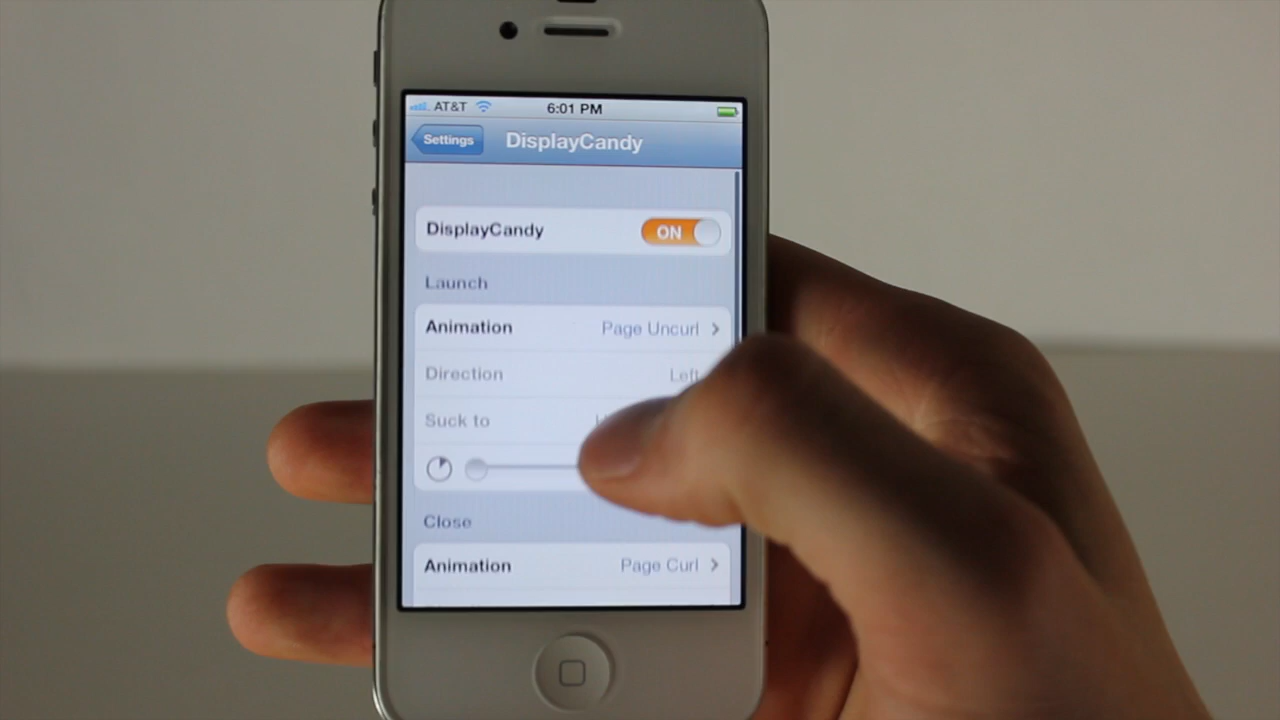 AT&T 6:01 PM
Settings DisplayCandy
DisplayCandy ON
Launch
Animation Page Uncurl
Direction Left
Suck to
Close
Animation Page Curl